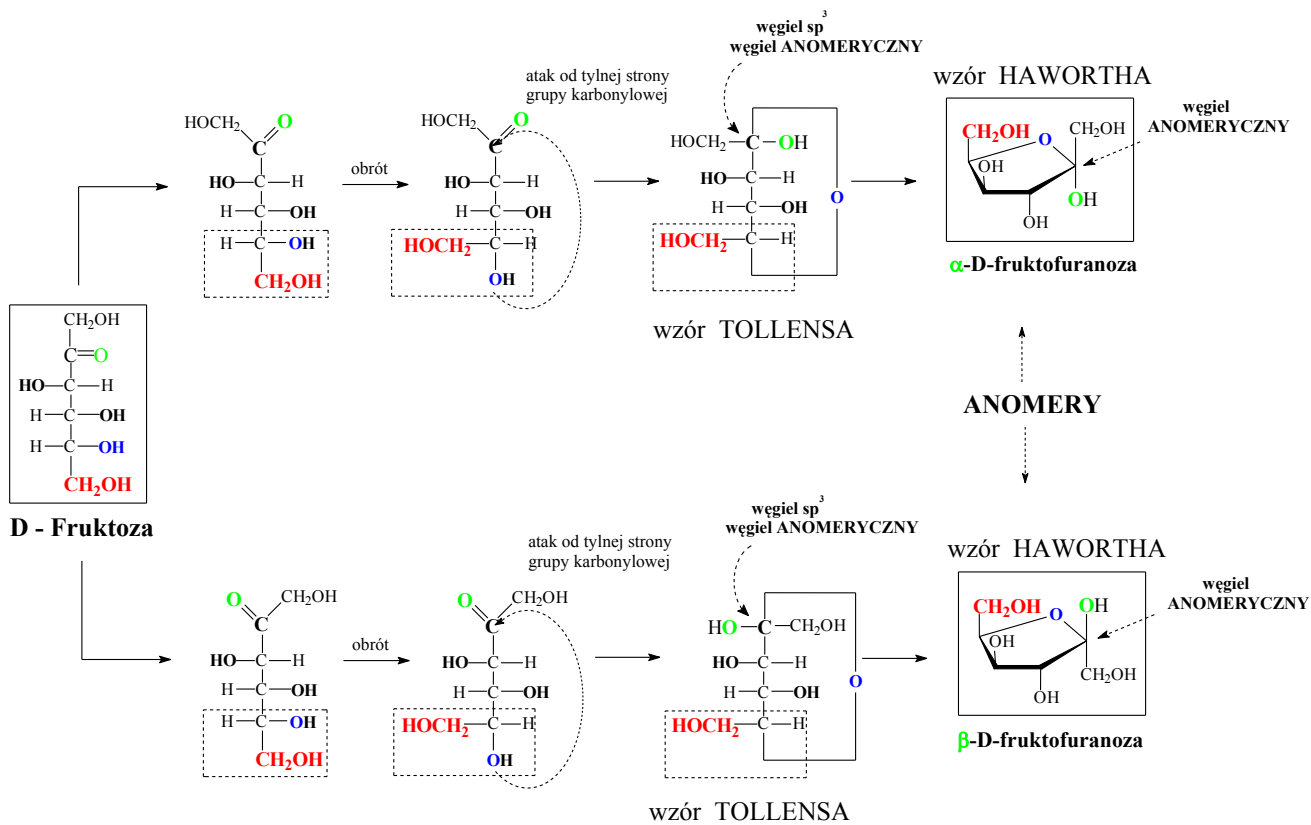 węgiel sp³
węgiel ANOMERYCZNY
wzór HAWORTHA
atak od tylnej strony
grupy karbonylowej
węgiel
ANOMERYCZNY
HOCH₂ O
C
HO—C—H
H—C—OH
H—C—OH
CH₂OH
obrót
HOCH₂ O
C
HO—C—H
H—C—OH
HOCH₂—C—H
OH
HOCH₂—C—OH
HO—C—H
H—C—OH
O
HOCH₂—C—H
CH₂OH O CH₂OH
OH
OH
OH
α-D-fruktofuranoza
wzór TOLLENSA
CH₂OH
C=O
HO—C—H
H—C—OH
H—C—OH
CH₂OH
D - Fruktoza
ANOMERY
węgiel sp³
węgiel ANOMERYCZNY
wzór HAWORTHA
atak od tylnej strony
grupy karbonylowej
węgiel
ANOMERYCZNY
O CH₂OH
C
HO—C—H
H—C—OH
H—C—OH
CH₂OH
obrót
O CH₂OH
C
HO—C—H
H—C—OH
HOCH₂—C—H
OH
HO—C—CH₂OH
HO—C—H
H—C—OH
O
HOCH₂—C—H
CH₂OH O OH
OH
CH₂OH
OH
β-D-fruktofuranoza
wzór TOLLENSA